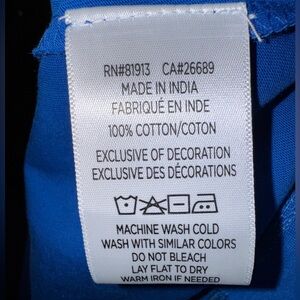 RN#81913 CA#26689
MADE IN INDIA
FABRIQUÉ EN INDE
100% COTTON/COTON
EXCLUSIVE OF DECORATION
EXCLUSIVE DES DÉCORATIONS
MACHINE WASH COLD
WASH WITH SIMILAR COLORS
DO NOT BLEACH
LAY FLAT TO DRY
WARM IRON IF NEEDED